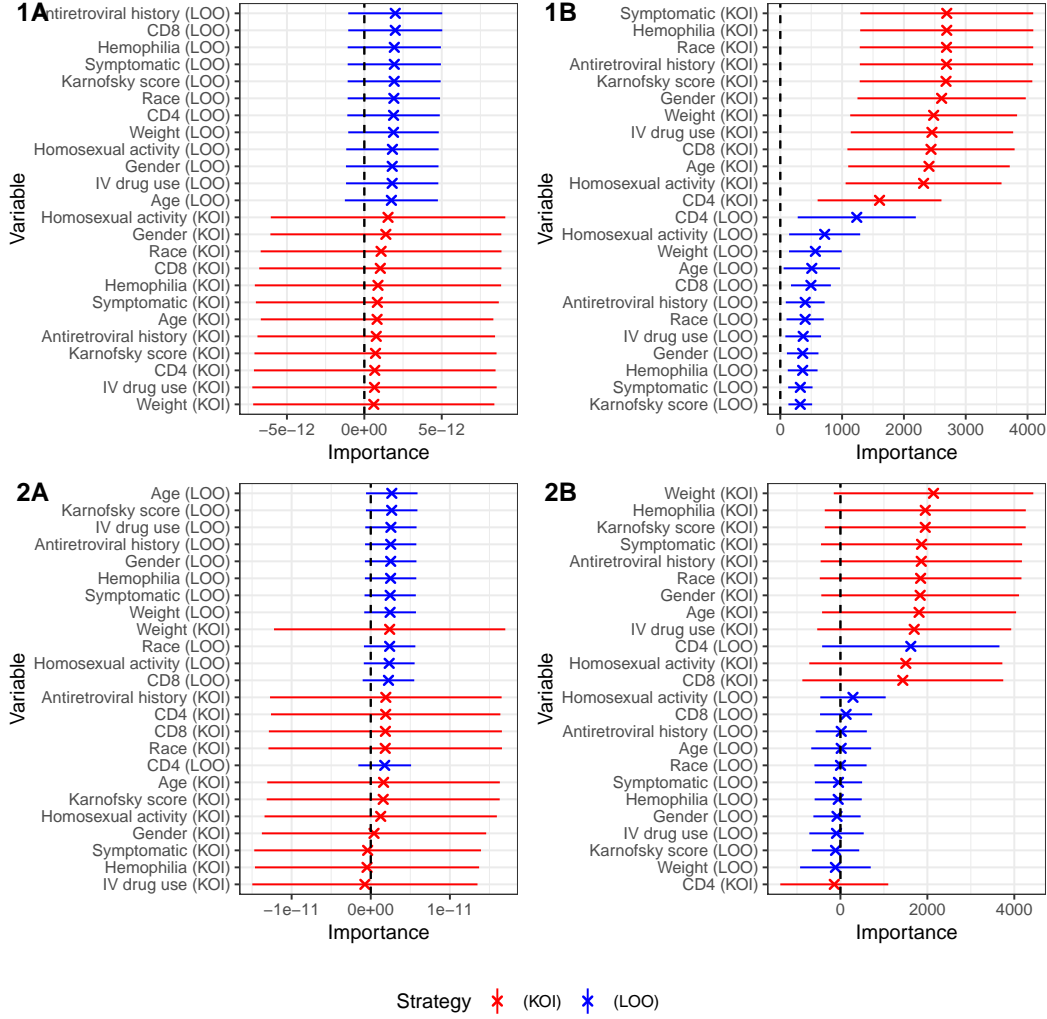 1A
Antiretroviral history (LOO)
CD8 (LOO)
Hemophilia (LOO)
Symptomatic (LOO)
Karnofsky score (LOO)
Race (LOO)
CD4 (LOO)
Weight (LOO)
Homosexual activity (LOO)
Gender (LOO)
IV drug use (LOO)
Age (LOO)
Homosexual activity (KOI)
Gender (KOI)
Race (KOI)
CD8 (KOI)
Hemophilia (KOI)
Symptomatic (KOI)
Age (KOI)
Antiretroviral history (KOI)
Karnofsky score (KOI)
CD4 (KOI)
IV drug use (KOI)
Weight (KOI)
Variable
−5e−12 0e+00 5e−12
Importance
1B
Symptomatic (KOI)
Hemophilia (KOI)
Race (KOI)
Antiretroviral history (KOI)
Karnofsky score (KOI)
Gender (KOI)
Weight (KOI)
IV drug use (KOI)
CD8 (KOI)
Age (KOI)
Homosexual activity (KOI)
CD4 (KOI)
CD4 (LOO)
Homosexual activity (LOO)
Weight (LOO)
Age (LOO)
CD8 (LOO)
Antiretroviral history (LOO)
Race (LOO)
IV drug use (LOO)
Gender (LOO)
Hemophilia (LOO)
Symptomatic (LOO)
Karnofsky score (LOO)
Variable
0 1000 2000 3000 4000
Importance
2A
Age (LOO)
Karnofsky score (LOO)
IV drug use (LOO)
Antiretroviral history (LOO)
Gender (LOO)
Hemophilia (LOO)
Symptomatic (LOO)
Weight (LOO)
Weight (KOI)
Race (LOO)
Homosexual activity (LOO)
CD8 (LOO)
Antiretroviral history (KOI)
CD4 (KOI)
CD8 (KOI)
Race (KOI)
CD4 (LOO)
Age (KOI)
Karnofsky score (KOI)
Homosexual activity (KOI)
Gender (KOI)
Symptomatic (KOI)
Hemophilia (KOI)
IV drug use (KOI)
Variable
−1e−11 0e+00 1e−11
Importance
2B
Weight (KOI)
Hemophilia (KOI)
Karnofsky score (KOI)
Symptomatic (KOI)
Antiretroviral history (KOI)
Race (KOI)
Gender (KOI)
Age (KOI)
IV drug use (KOI)
CD4 (LOO)
Homosexual activity (KOI)
CD8 (KOI)
Homosexual activity (LOO)
CD8 (LOO)
Antiretroviral history (LOO)
Age (LOO)
Race (LOO)
Symptomatic (LOO)
Hemophilia (LOO)
Gender (LOO)
IV drug use (LOO)
Karnofsky score (LOO)
Weight (LOO)
CD4 (KOI)
Variable
0 2000 4000
Importance
Strategy (KOI) (LOO)